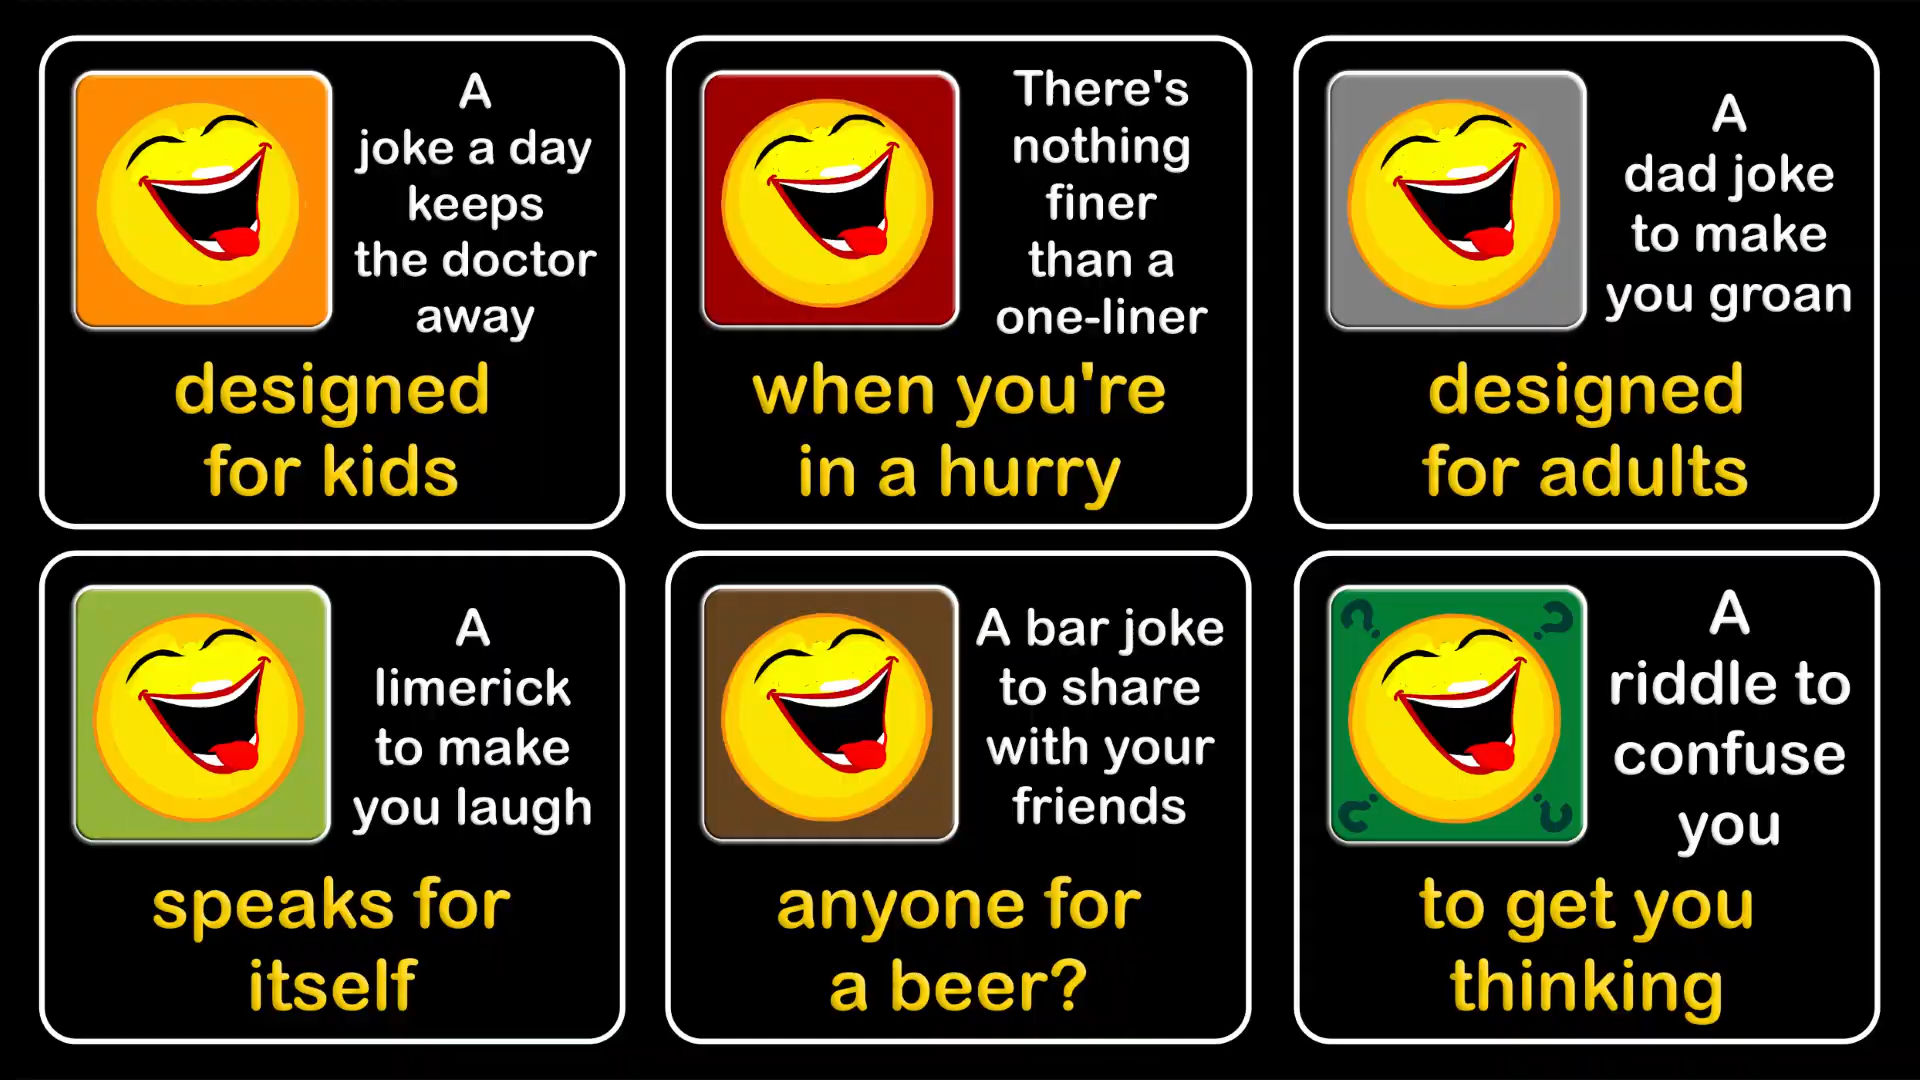 A
joke a day
keeps
the doctor
away
designed
for kids
There's
nothing
finer
than a
one-liner
when you're
in a hurry
A
dad joke
to make
you groan
designed
for adults
A
limerick
to make
you laugh
speaks for
itself
A bar joke
to share
with your
friends
anyone for
a beer?
? ?
? ?
A
riddle to
confuse
you
to get you
thinking